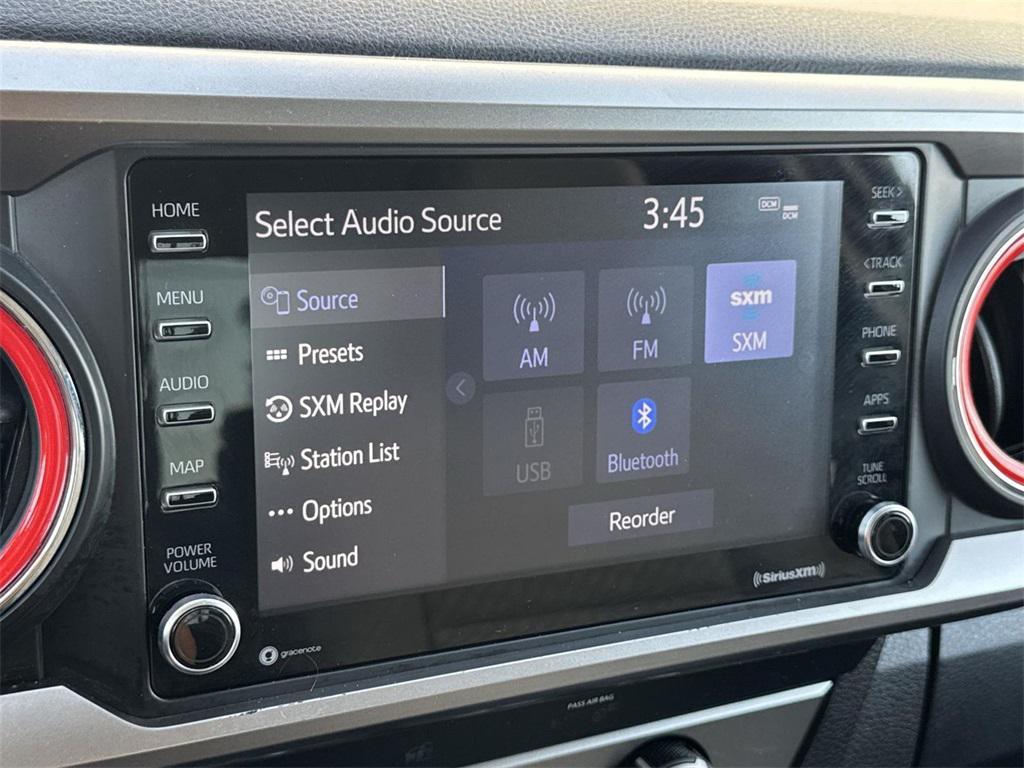 SEEK >
HOME
Select Audio Source
3:45
DCM
DCM
< TRACK
MENU
Source
AM
FM
sxm
SXM
Presets
PHONE
AUDIO
SXM Replay
APPS
MAP
Station List
USB
Bluetooth
TUNE
SCROLL
Options
Reorder
POWER
VOLUME
Sound
((SiriusXM))
gracenote
PASS AIR BAG